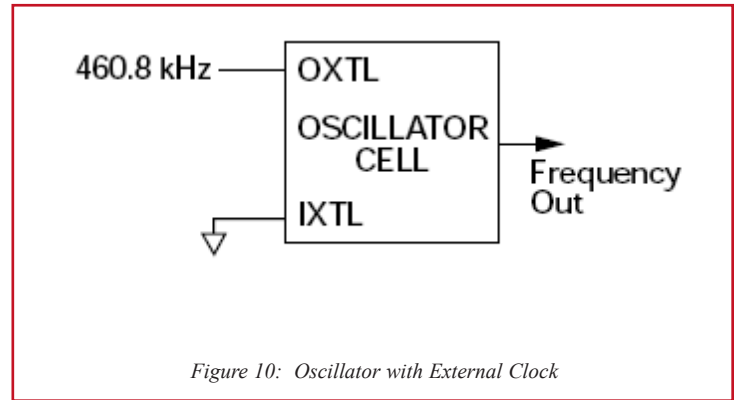 460.8 kHz
OXTL
OSCILLATOR
CELL
Frequency
Out
IXTL
Figure 10: Oscillator with External Clock